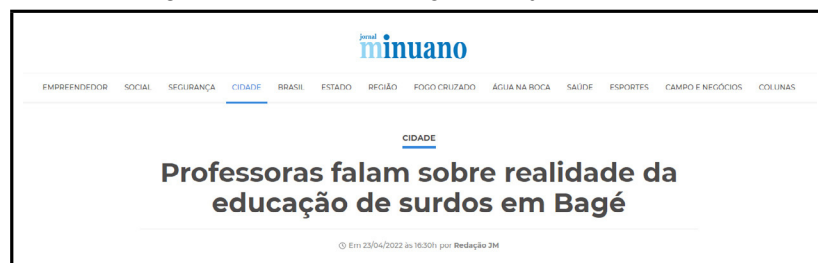 jornal
minuano
EMPREENDEDOR SOCIAL SEGURANÇA CIDADE BRASIL ESTADO REGIÃO FOGO CRUZADO ÁGUA NA BOCA SAÚDE ESPORTES CAMPO E NEGÓCIOS COLUNAS
CIDADE
Professoras falam sobre realidade da
educação de surdos em Bagé
Em 23/04/2022 às 16:30h por Redação JM